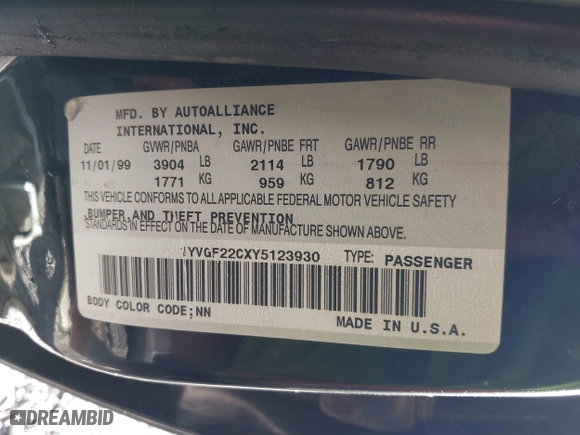 MFD. BY AUTOALLIANCE
INTERNATIONAL, INC.
DATE GVWR/PNBA GAWR/PNBE FRT GAWR/PNBE RR
11/01/99 3904 LB 2114 LB 1790 LB
1771 KG 959 KG 812 KG
THIS VEHICLE CONFORMS TO ALL APPLICABLE FEDERAL MOTOR VEHICLE SAFETY
,BUMPER,AND THEFT PREVENTION
STANDARDS IN EFFECT ON THE DATE OF MANUFACTURE SHOWN ABOVE.
1YVGF22CXY5123930 TYPE: PASSENGER
BODY COLOR CODE;NN MADE IN U.S.A.
DREAMBID